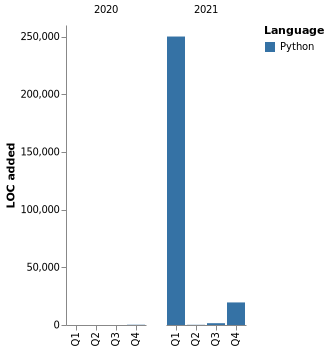 2020
2021
Language
Python
LOC added
250,000
200,000
150,000
100,000
50,000
0
Q1
Q2
Q3
Q4
Q1
Q2
Q3
Q4